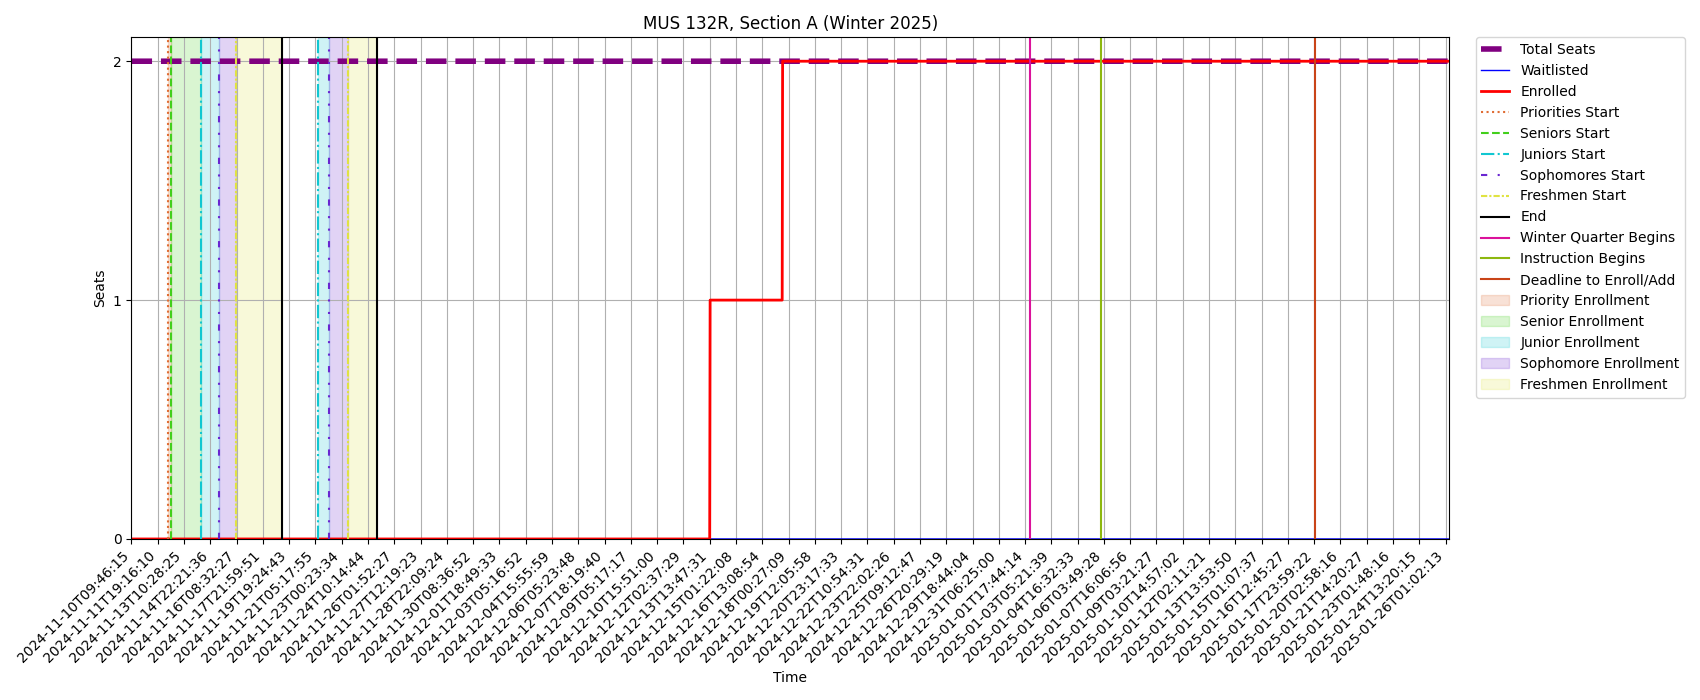 MUS 132R, Section A (Winter 2025)
Seats
2
1
0
2024-11-10T09:46:15
2024-11-11T19:16:10
2024-11-13T10:28:25
2024-11-14T22:21:36
2024-11-16T08:32:27
2024-11-17T21:59:51
2024-11-19T19:24:43
2024-11-21T05:17:55
2024-11-23T00:23:34
2024-11-24T10:14:44
2024-11-26T01:52:27
2024-11-27T12:19:23
2024-11-28T22:09:24
2024-11-30T08:36:52
2024-12-01T18:49:33
2024-12-03T05:16:52
2024-12-04T15:55:59
2024-12-06T05:23:48
2024-12-07T18:19:40
2024-12-09T05:17:17
2024-12-10T15:51:00
2024-12-12T02:37:29
2024-12-13T13:47:31
2024-12-15T01:22:08
2024-12-16T13:08:54
2024-12-18T00:27:09
2024-12-19T12:05:58
2024-12-20T23:17:33
2024-12-22T10:54:31
2024-12-23T22:02:26
2024-12-25T09:12:47
2024-12-26T20:29:19
2024-12-29T18:44:04
2024-12-31T06:25:00
2025-01-01T17:44:14
2025-01-03T05:21:39
2025-01-04T16:32:33
2025-01-06T03:49:28
2025-01-07T16:06:56
2025-01-09T03:21:27
2025-01-10T14:57:02
2025-01-12T02:11:21
2025-01-13T13:53:50
2025-01-15T01:07:37
2025-01-16T12:45:27
2025-01-17T23:59:22
2025-01-20T02:58:16
2025-01-21T14:20:27
2025-01-23T01:48:16
2025-01-24T13:20:15
2025-01-26T01:02:13
Time
Total Seats
Waitlisted
Enrolled
Priorities Start
Seniors Start
Juniors Start
Sophomores Start
Freshmen Start
End
Winter Quarter Begins
Instruction Begins
Deadline to Enroll/Add
Priority Enrollment
Senior Enrollment
Junior Enrollment
Sophomore Enrollment
Freshmen Enrollment